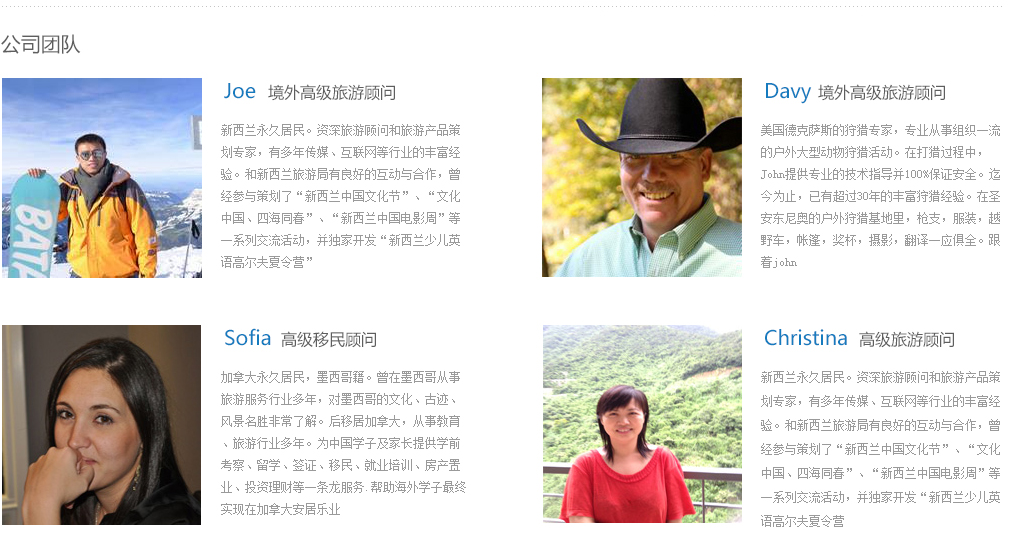 公司团队
Joe 境外高级旅游顾问
新西兰永久居民。资深旅游顾问和旅游产品策
划专家，有多年传媒、互联网等行业的丰富经
验。和新西兰旅游局有良好的互动与合作，曾
经参与策划了“新西兰中国文化节”、“文化
中国、四海同春”、“新西兰中国电影周”等
一系列交流活动，并独家开发“新西兰少儿英
语高尔夫夏令营”
BATA
Davy 境外高级旅游顾问
美国德克萨斯的狩猎专家，专业从事组织一流
的户外大型动物狩猎活动。在打猎过程中，
John提供专业的技术指导并100%保证安全。迄
今为止，已有超过30年的丰富狩猎经验。在圣
安东尼奥的户外狩猎基地里，枪支，服装，越
野车，帐篷，奖杯，摄影，翻译一应俱全。跟
着john
Sofia 高级移民顾问
加拿大永久居民，墨西哥籍。曾在墨西哥从事
旅游服务行业多年，对墨西哥的文化、古迹、
风景名胜非常了解。后移居加拿大，从事教育
、旅游行业多年。为中国学子及家长提供学前
考察、留学、签证、移民、就业培训、房产置
业、投资理财等一条龙服务.帮助海外学子最终
实现在加拿大安居乐业
Christina 高级旅游顾问
新西兰永久居民。资深旅游顾问和旅游产品策
划专家，有多年传媒、互联网等行业的丰富经
验。和新西兰旅游局有良好的互动与合作，曾
经参与策划了“新西兰中国文化节”、“文化
中国、四海同春”、“新西兰中国电影周”等
一系列交流活动，并独家开发“新西兰少儿英
语高尔夫夏令营